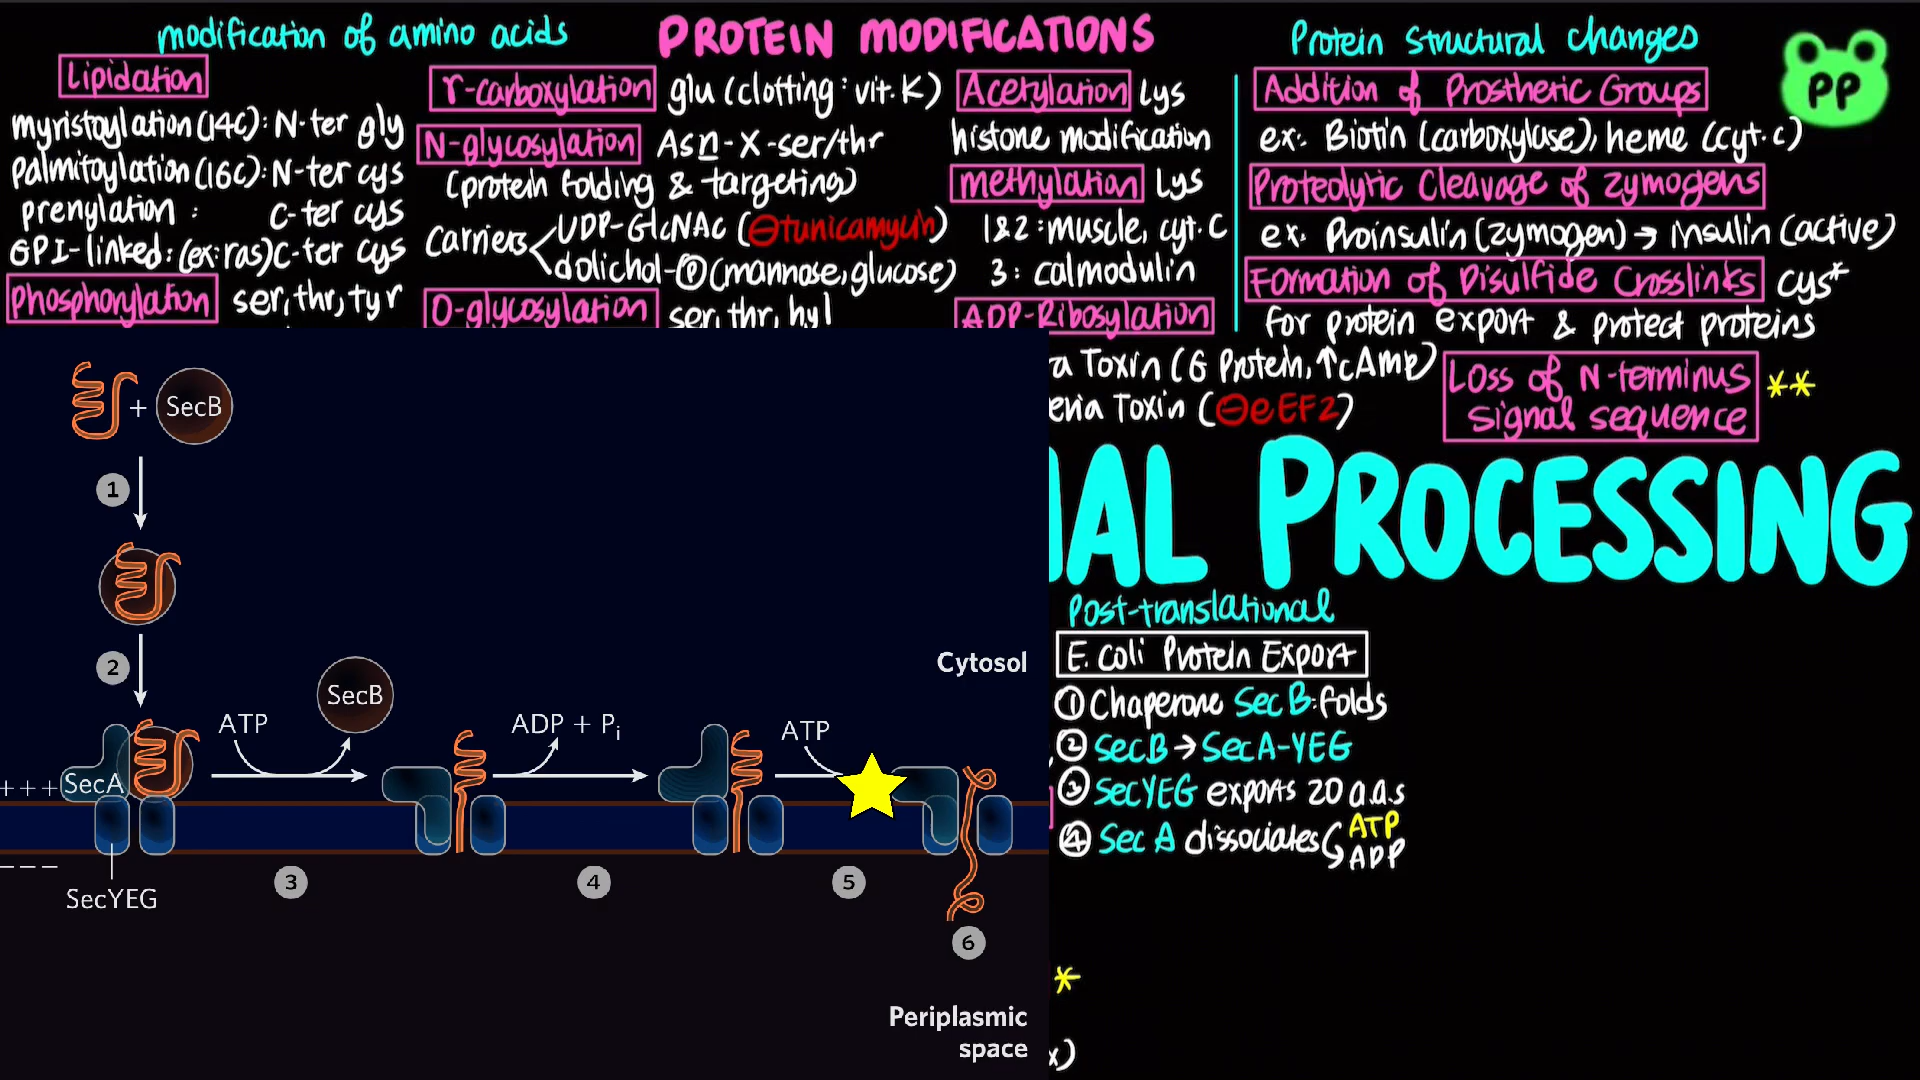 modification of amino acids
PROTEIN MODIFICATIONS
Protein structural changes
PP
Lipidation
myristoylation (14C): N-ter gly
palmitoylation (16C): N-ter cys
prenylation : C-ter cys
GPI-linked: (ex: ras) C-ter cys
Phosphorylation ser, thr, tyr
γ-carboxylation glu (clotting: vit. K)
N-glycosylation Asn-X-ser/thr
(protein folding & targeting)
Carriers UDP-GlcNAc (⊖tunicamycin)
dolichol-Ⓟ (mannose, glucose)
O-glycosylation ser, thr, hyl
Acetylation Lys
histone modification
methylation Lys
1&2: muscle, cyt. C
3: calmodulin
ADP-Ribosylation
a Toxin (G Protein, ↑cAMP)
eria Toxin (⊖eEF2)
Addition of Prosthetic Groups
ex: Biotin (carboxylase), heme (cyt. c)
Proteolytic Cleavage of zymogens
ex: Proinsulin (zymogen) → insulin (active)
Formation of Disulfide Crosslinks cys*
for protein export & protect proteins
Loss of N-terminus **
signal sequence
AL PROCESSING
Post-translational
E. coli Protein Export
① Chaperone SecB: folds
② SecB → SecA-YEG
③ SecYEG exports 20 a.a.s
④ SecA dissociates ATP
ADP
*
x)
+ SecB
1
2
SecB
Cytosol
ATP
ADP + Pi
ATP
+++ SecA
---
SecYEG
3
4
5
6
Periplasmic
space